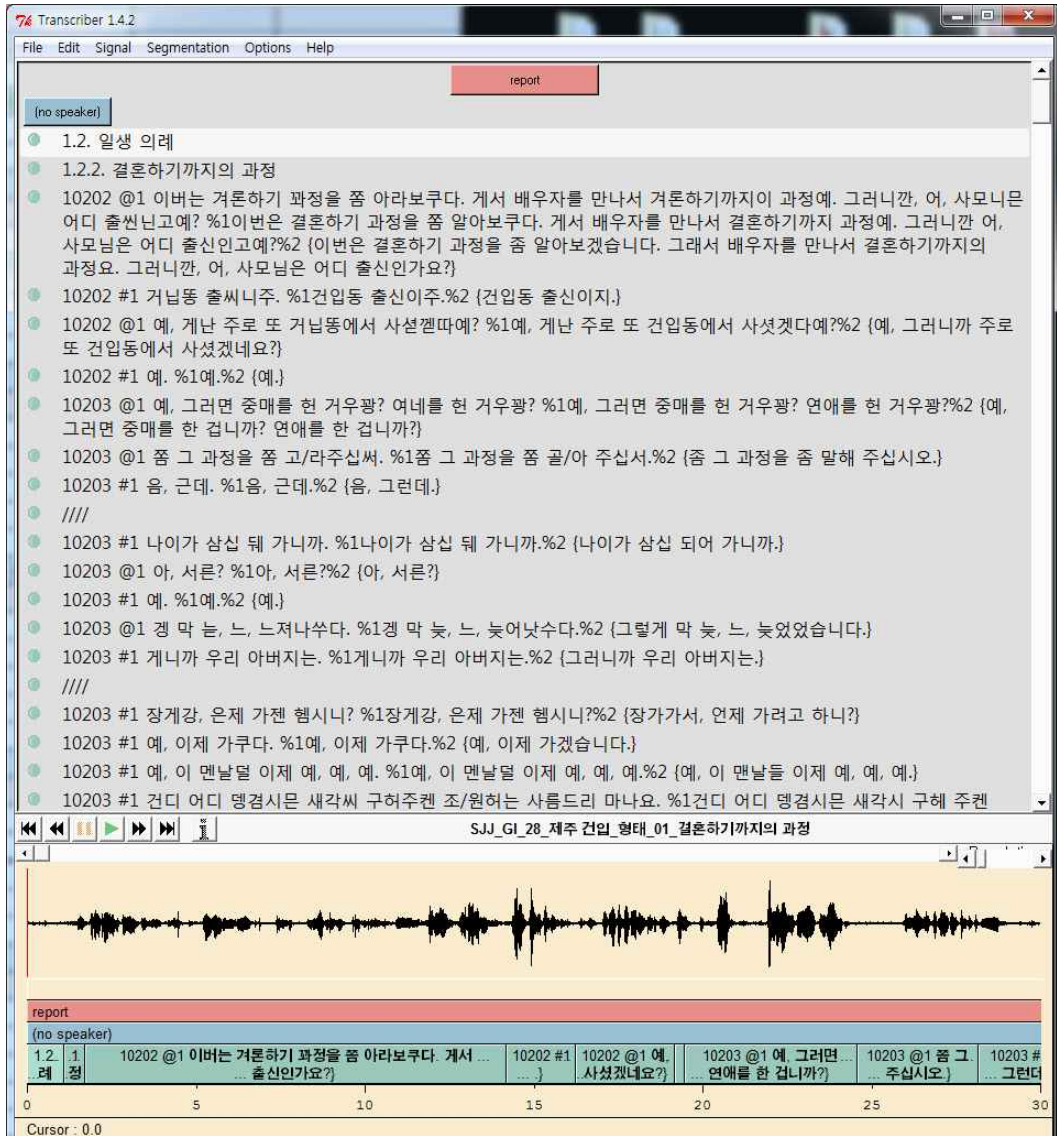 Transcriber 1.4.2
File Edit Signal Segmentation Options Help
report
(no speaker)
1.2. 일생 의례
1.2.2. 결혼하기까지의 과정
10202 @1 이버는 겨론하기 꽈정을 쫌 아라보쿠다. 게서 배우자를 만나서 겨론하기까지이 과정예. 그러니깐, 어, 사모니믄
어디 출씬닌고예? %1이번은 결혼하기 과정을 쫌 알아보쿠다. 게서 배우자를 만나서 결혼하기까지 과정예. 그러니깐 어,
사모님은 어디 출신인고예?%2 {이번은 결혼하기 과정을 좀 알아보겠습니다. 그래서 배우자를 만나서 결혼하기까지의
과정요. 그러니깐, 어, 사모님은 어디 출신인가요?}
10202 #1 거닙똥 출씨니주. %1건입동 출신이주.%2 {건입동 출신이지.}
10202 @1 예, 게난 주로 또 거닙똥에서 사섣껟따예? %1예, 게난 주로 또 건입동에서 사섯겟다예?%2 {예, 그러니까 주로
또 건입동에서 사셨겠네요?}
10202 #1 예. %1예.%2 {예.}
10203 @1 예, 그러면 중매를 헌 거우꽝? 여네를 헌 거우꽝? %1예, 그러면 중매를 헌 거우꽝? 연애를 헌 거우꽝?%2 {예,
그러면 중매를 한 겁니까? 연애를 한 겁니까?}
10203 @1 쫌 그 과정을 쫌 고/라주십써. %1쫌 그 과정을 쫌 골/아 주십서.%2 {좀 그 과정을 좀 말해 주십시오.}
10203 #1 음, 근데. %1음, 근데.%2 {음, 그런데.}
////
10203 #1 나이가 삼십 뒈 가니까. %1나이가 삼십 뒈 가니까.%2 {나이가 삼십 되어 가니까.}
10203 @1 아, 서른? %1아, 서른?%2 {아, 서른?}
10203 #1 예. %1예.%2 {예.}
10203 @1 겡 막 늗, 느, 느져나쑤다. %1겡 막 늦, 느, 늦어낫수다.%2 {그렇게 막 늦, 느, 늦었었습니다.}
10203 #1 게니까 우리 아버지는. %1게니까 우리 아버지는.%2 {그러니까 우리 아버지는.}
////
10203 #1 장게강, 은제 가젠 헴시니? %1장게강, 언제 가젠 헴시니?%2 {장가가서, 언제 가려고 하니?}
10203 #1 예, 이제 가쿠다. %1예, 이제 가쿠다.%2 {예, 이제 가겠습니다.}
10203 #1 예, 이 멘날덜 이제 예, 예, 예. %1예, 이 멘날덜 이제 예, 예, 예.%2 {예, 이 맨날들 이제 예, 예, 예.}
10203 #1 건디 어디 뎅겸시믄 새각씨 구허주켄 조/원허는 사름드리 마나요. %1건디 어디 뎅겸시믄 새각시 구헤 주켄
SJJ_GI_28_제주 건입_형태_01_결혼하기까지의 과정
report
(no speaker)
1.2. .1 10202 @1 이버는 겨론하기 꽈정을 쫌 아라보쿠다. 게서 ... 10202 #1 10202 @1 예, 10203 @1 예, 그러면... 10203 @1 쫌 그. 10203 #
..례 .정 ... 출신인가요?} ... .} ..사셨겠네요?} ... 연애를 한 겁니까?} ... 주십시오.} ... 그런더
0 5 10 15 20 25 30
Cursor : 0.0